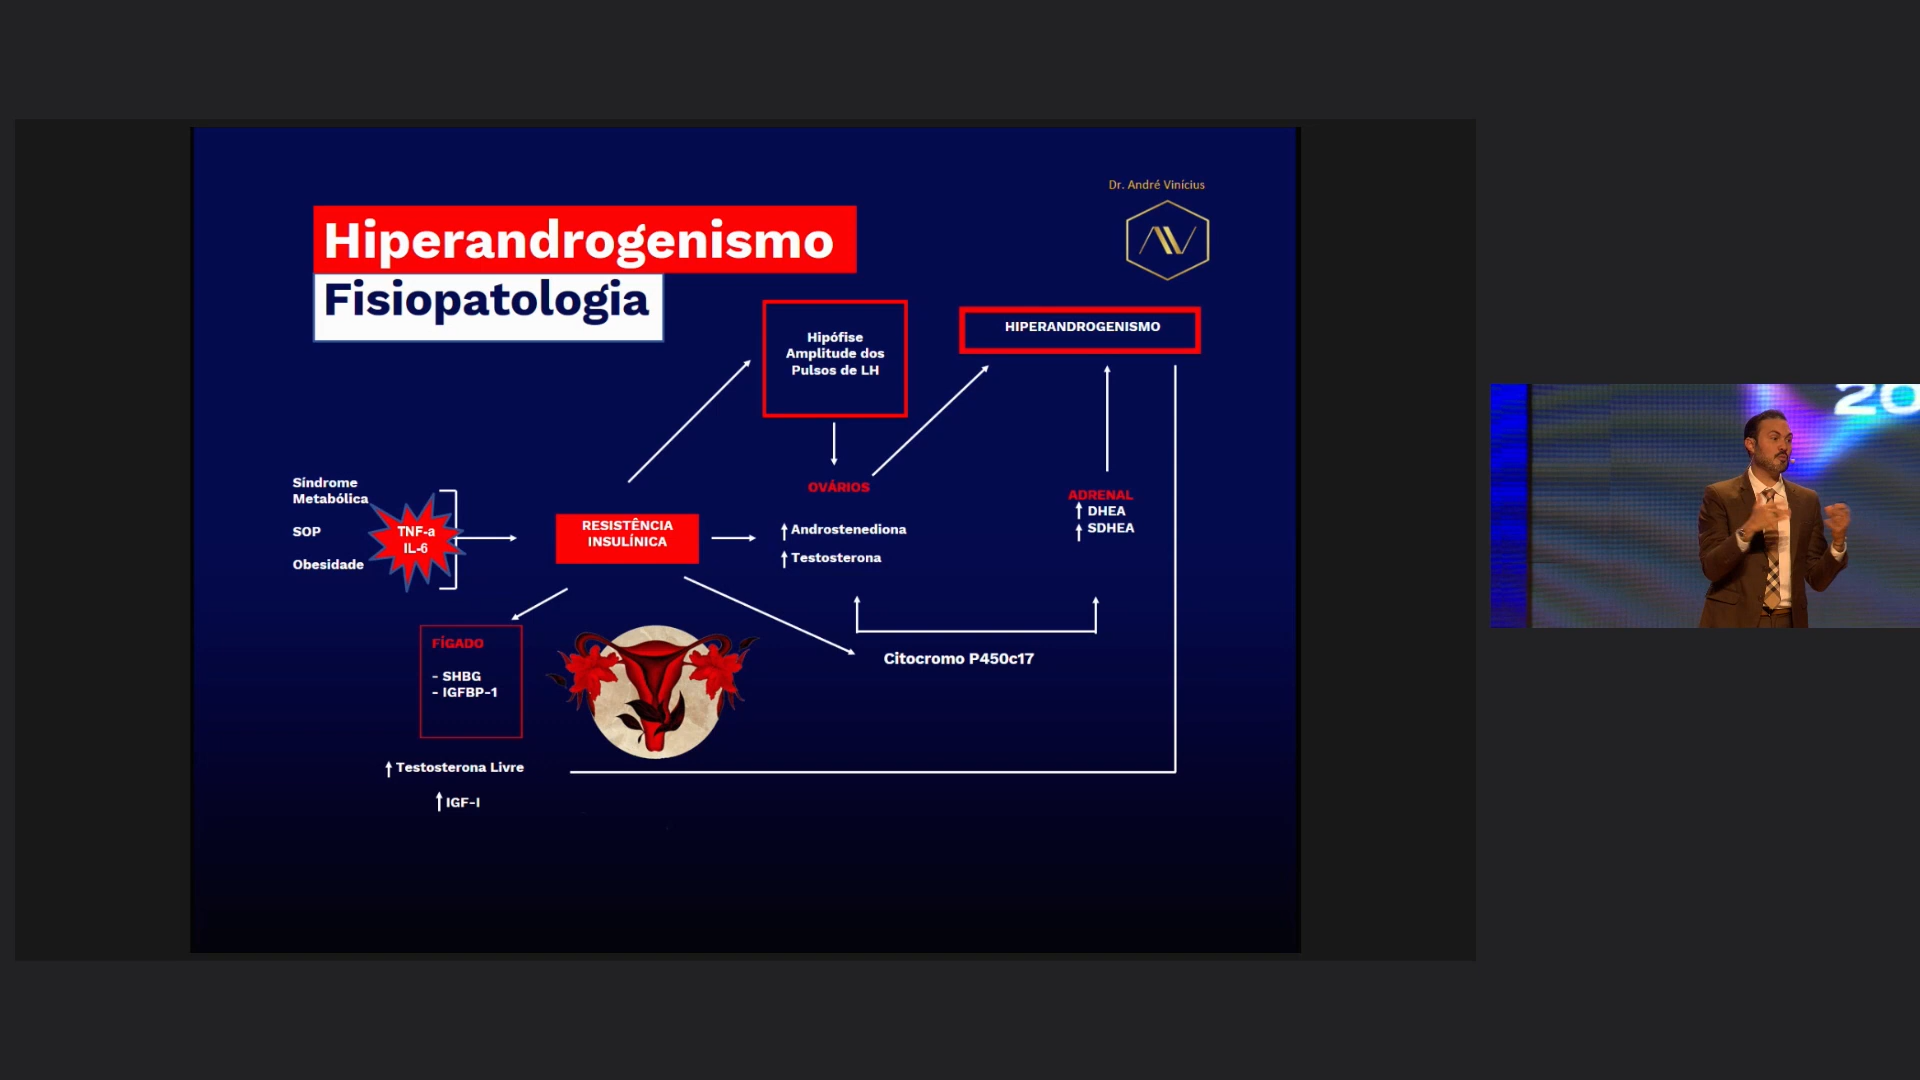 Dr. André Vinícius
Hiperandrogenismo
Fisiopatologia
Hipófise
Amplitude dos
Pulsos de LH
HIPERANDROGENISMO
Síndrome
Metabólica
SOP
Obesidade
TNF-a
IL-6
RESISTÊNCIA
INSULÍNICA
OVÁRIOS
Androstenediona
Testosterona
ADRENAL
DHEA
SDHEA
FÍGADO
- SHBG
- IGFBP-1
Citocromo P450c17
Testosterona Livre
IGF-I
20